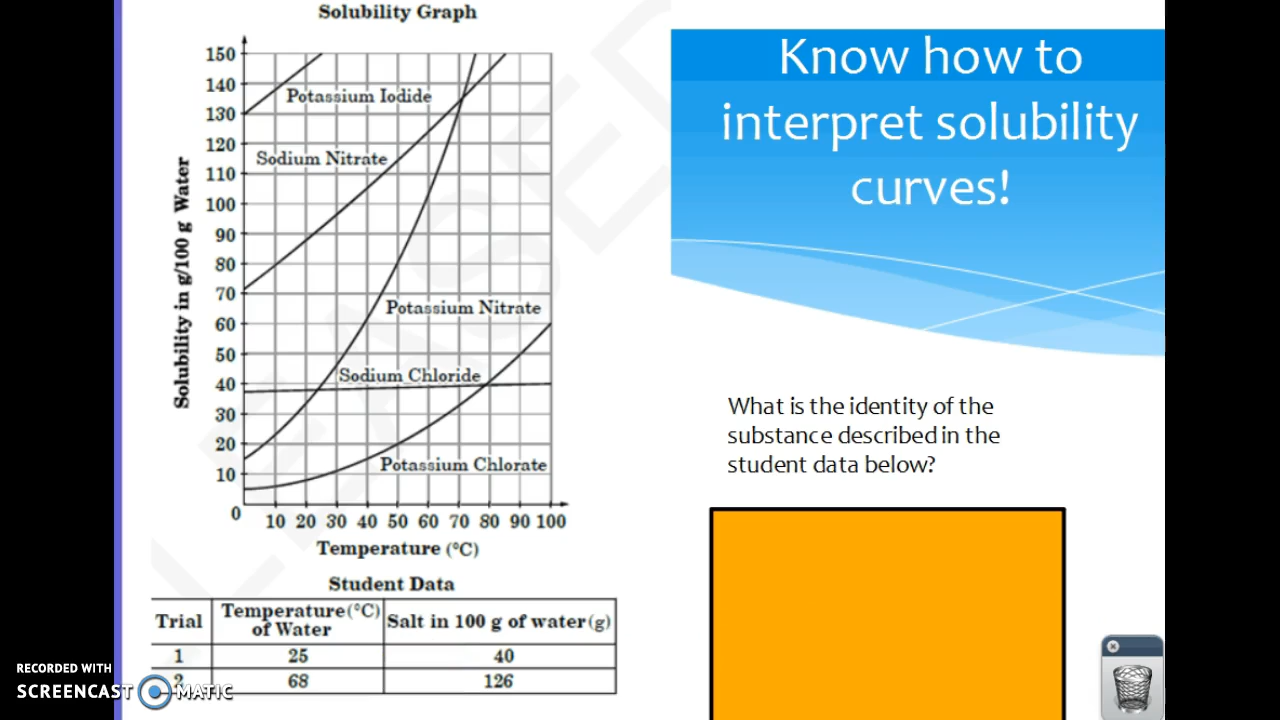 Solubility Graph
150
140
130
120
110
100
90
80
70
60
50
40
30
20
10
0
Solubility in g/100 g Water
Potassium Iodide
Sodium Nitrate
Potassium Nitrate
Sodium Chloride
Potassium Chlorate
10 20 30 40 50 60 70 80 90 100
Temperature (°C)
Student Data
Trial Temperature (°C) of Water Salt in 100 g of water (g)
1 25 40
2 68 126
Know how to
interpret solubility
curves!
What is the identity of the
substance described in the
student data below?
RECORDED WITH
SCREENCAST MATIC